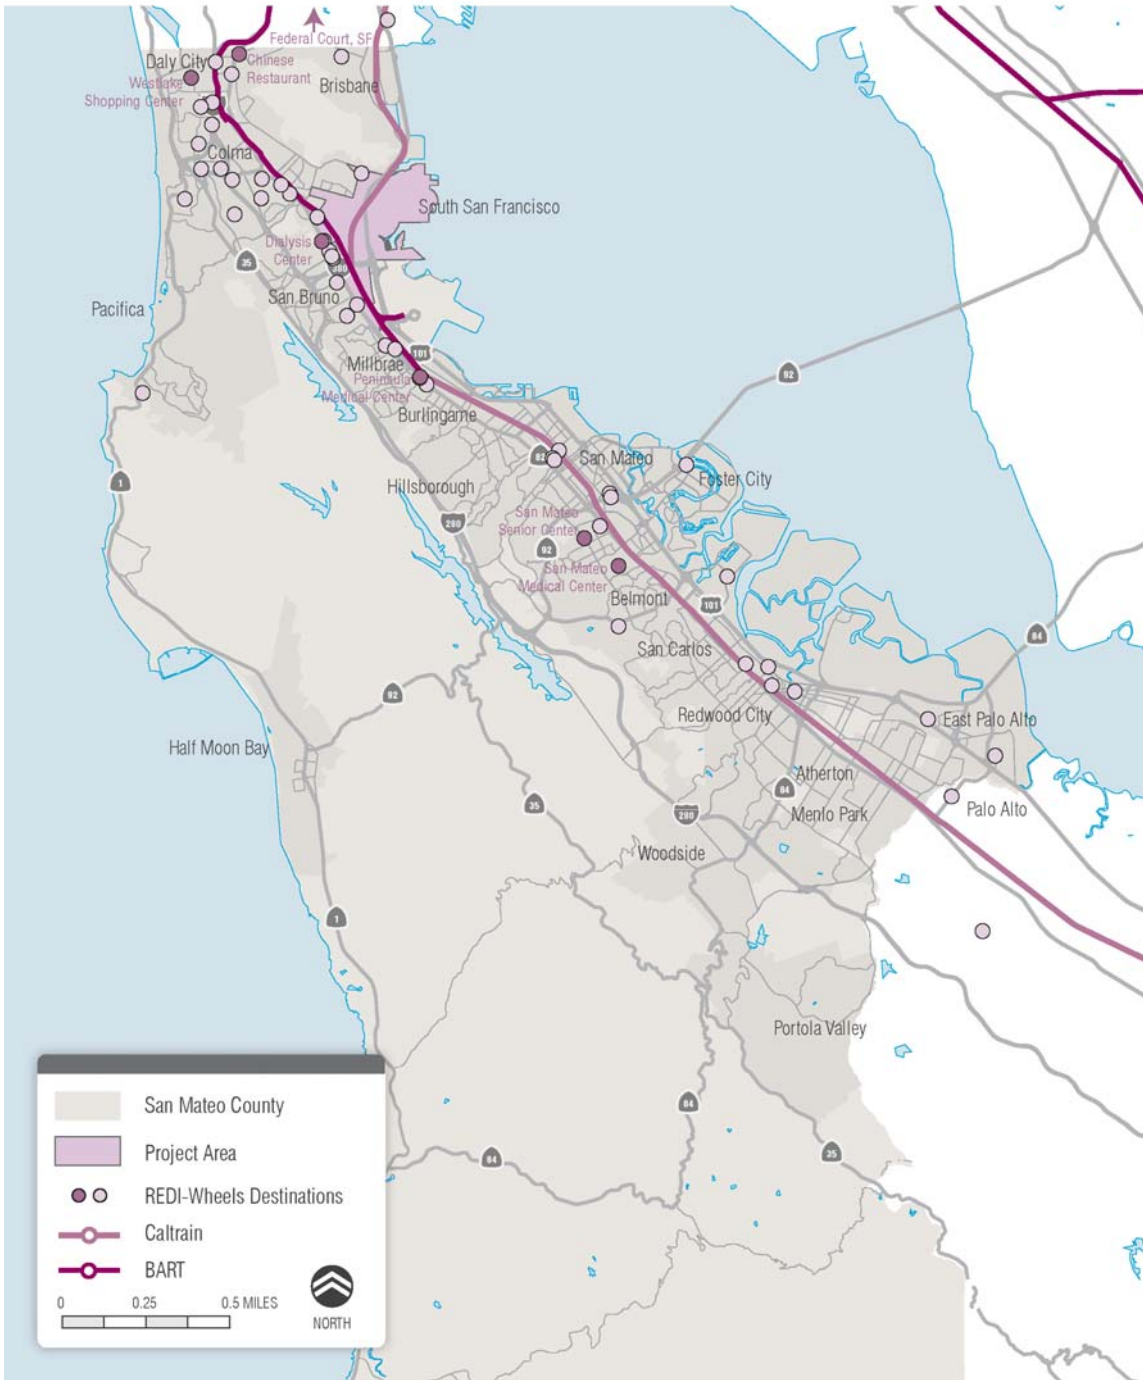 Federal Court, SF
Daly City
Chinese
Restaurant
Westlake
Shopping Center
Brisbane
Colma
South San Francisco
Dialysis
Center
35
380
San Bruno
Pacifica
101
Millbrae
Peninsula
Medical Center
92
Burlingame
82
San Mateo
Foster City
1
Hillsborough
280
San Mateo
Senior Center
92
San Mateo
Medical Center
Belmont
101
84
San Carlos
92
Redwood City
East Palo Alto
Half Moon Bay
Atherton
84
35
280
Menlo Park
Palo Alto
Woodside
1
Portola Valley
84
35
84
San Mateo County
Project Area
REDI-Wheels Destinations
Caltrain
BART
0 0.25 0.5 MILES
NORTH